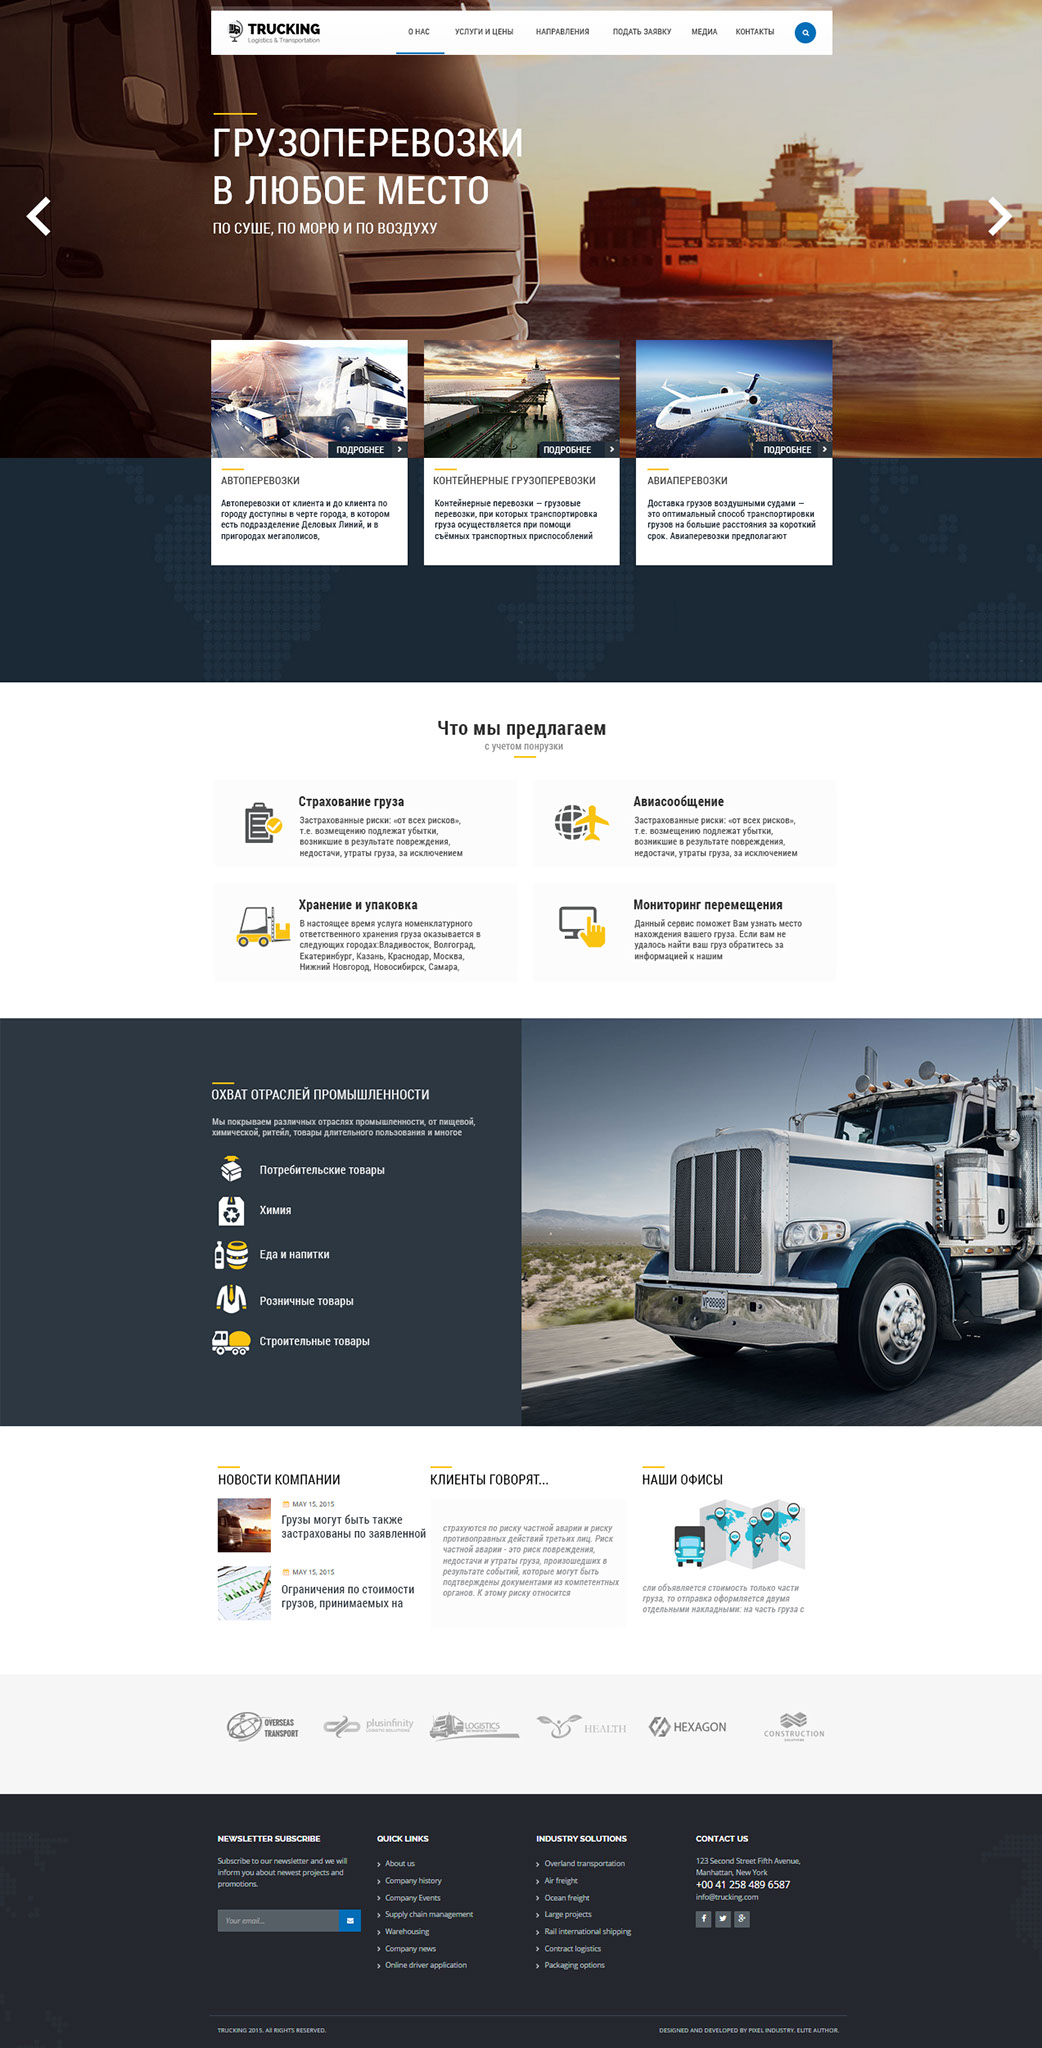 TRUCKING
Logistics & Transportation
О НАС
УСЛУГИ И ЦЕНЫ
НАПРАВЛЕНИЯ
ПОДАТЬ ЗАЯВКУ
МЕДИА
КОНТАКТЫ
ГРУЗОПЕРЕВОЗКИ
В ЛЮБОЕ МЕСТО
ПО СУШЕ, ПО МОРЮ И ПО ВОЗДУХУ
ПОДРОБНЕЕ
АВТОПЕРЕВОЗКИ
Автоперевозки от клиента и до клиента по
городу доступны в черте города, в котором
есть подразделение Деловых Линий, и в
пригородах мегаполисов,
ПОДРОБНЕЕ
КОНТЕЙНЕРНЫЕ ГРУЗОПЕРЕВОЗКИ
Контейнерные перевозки — грузовые
перевозки, при которых транспортировка
груза осуществляется при помощи
съёмных транспортных приспособлений
ПОДРОБНЕЕ
АВИАПЕРЕВОЗКИ
Доставка грузов воздушными судами —
это оптимальный способ транспортировки
грузов на большие расстояния за короткий
срок. Авиаперевозки предполагают
Что мы предлагаем
с учетом понрузки
Страхование груза
Застрахованные риски: «от всех рисков»,
т.е. возмещению подлежат убытки,
возникшие в результате повреждения,
недостачи, утраты груза, за исключением
Авиасообщение
Застрахованные риски: «от всех рисков»,
т.е. возмещению подлежат убытки,
возникшие в результате повреждения,
недостачи, утраты груза, за исключением
Хранение и упаковка
В настоящее время услуга номенклатурного
ответственного хранения груза оказывается в
следующих городах:Владивосток, Волгоград,
Екатеринбург, Казань, Краснодар, Москва,
Нижний Новгород, Новосибирск, Самара,
Мониторинг перемещения
Данный сервис поможет Вам узнать место
нахождения вашего груза. Если вам не
удалось найти ваш груз обратитесь за
информацией к нашим
ОХВАТ ОТРАСЛЕЙ ПРОМЫШЛЕННОСТИ
Мы покрываем различных отраслях промышленности, от пищевой,
химической, ритейл, товары длительного пользования и многое
Потребительские товары
Химия
Еда и напитки
Розничные товары
Строительные товары
VP88888
НОВОСТИ КОМПАНИИ
MAY 15, 2015
Грузы могут быть также
застрахованы по заявленной
MAY 15, 2015
Ограничения по стоимости
грузов, принимаемых на
КЛИЕНТЫ ГОВОРЯТ...
страхуются по риску частной аварии и риску
противоправных действий третьих лиц. Риск
частной аварии - это риск повреждения,
недостачи и утраты груза, произошедших в
результате событий, которые могут быть
подтверждены документами из компетентных
органов. К этому риску относится
НАШИ ОФИСЫ
сли объявляется стоимость только части
груза, то отправка оформляется двумя
отдельными накладными: на часть груза с
OVERSEAS
TRANSPORT
plusinfinity
LOGISTIC SOLUTIONS
LOGISTICS
HEALTH
HEXAGON
CONSTRUCTION
SOLUTIONS
NEWSLETTER SUBSCRIBE
Subscribe to our newsletter and we will
inform you about newest projects and
promotions.
Your email...
QUICK LINKS
About us
Company history
Company Events
Supply chain management
Warehousing
Company news
Online driver application
INDUSTRY SOLUTIONS
Overland transportation
Air freight
Ocean freight
Large projects
Rail international shipping
Contract logistics
Packaging options
CONTACT US
123 Second Street Fifth Avenue,
Manhattan, New York
+00 41 258 489 6587
info@trucking.com
TRUCKING 2015. All RIGHTS RESERVED.
DESIGNED AND DEVELOPED BY PIXEL INDUSTRY. ELITE AUTHOR.